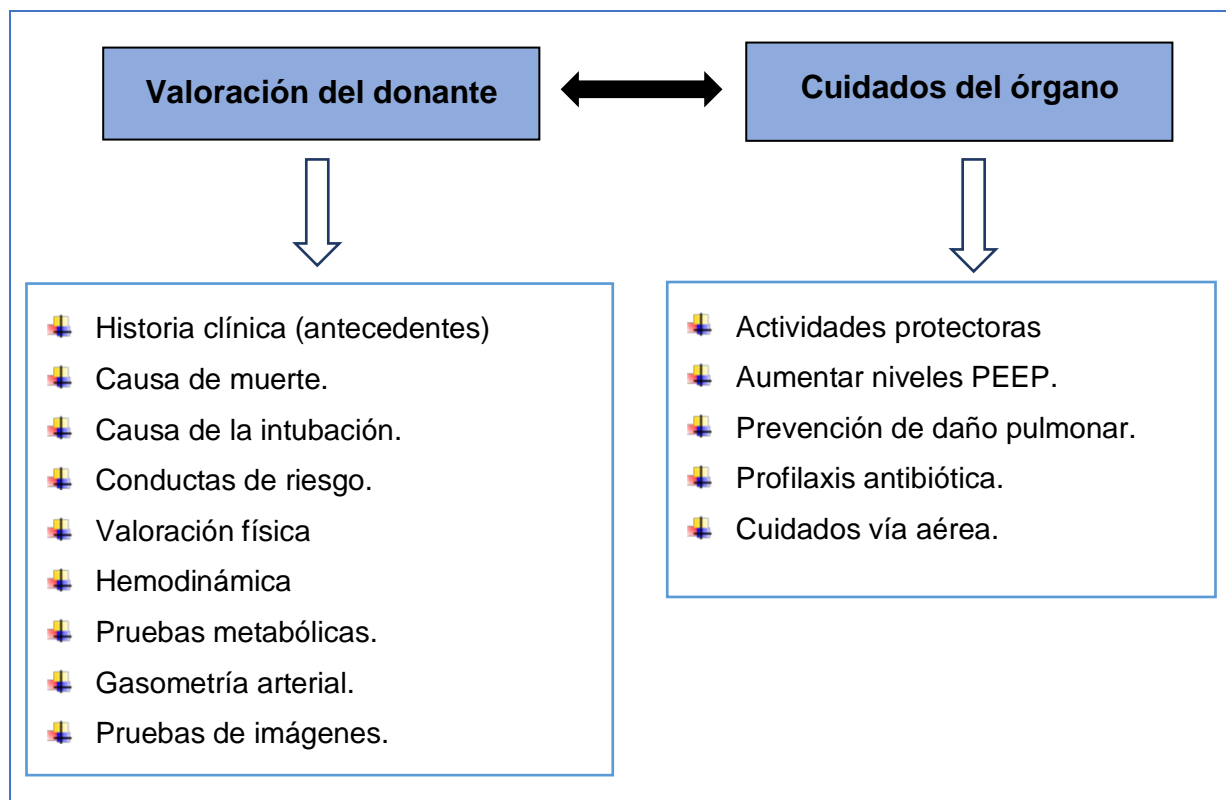 Valoración del donante
Cuidados del órgano
Historia clínica (antecedentes)
Causa de muerte.
Causa de la intubación.
Conductas de riesgo.
Valoración física
Hemodinámica
Pruebas metabólicas.
Gasometría arterial.
Pruebas de imágenes.
Actividades protectoras
Aumentar niveles PEEP.
Prevención de daño pulmonar.
Profilaxis antibiótica.
Cuidados vía aérea.